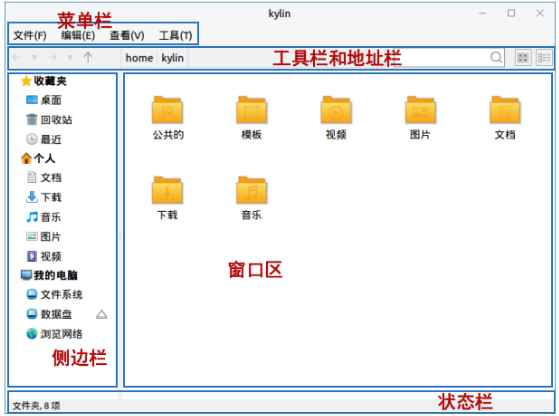 kylin
菜单栏
文件(F) 编辑(E) 查看(V) 工具(T)
home kylin 工具栏和地址栏
收藏夹
桌面
回收站
最近
个人
文档
下载
音乐
图片
视频
我的电脑
文件系统
数据盘
浏览网络
侧边栏
公共的 模板 视频 图片 文档
下载 音乐
窗口区
文件夹, 8 项
状态栏